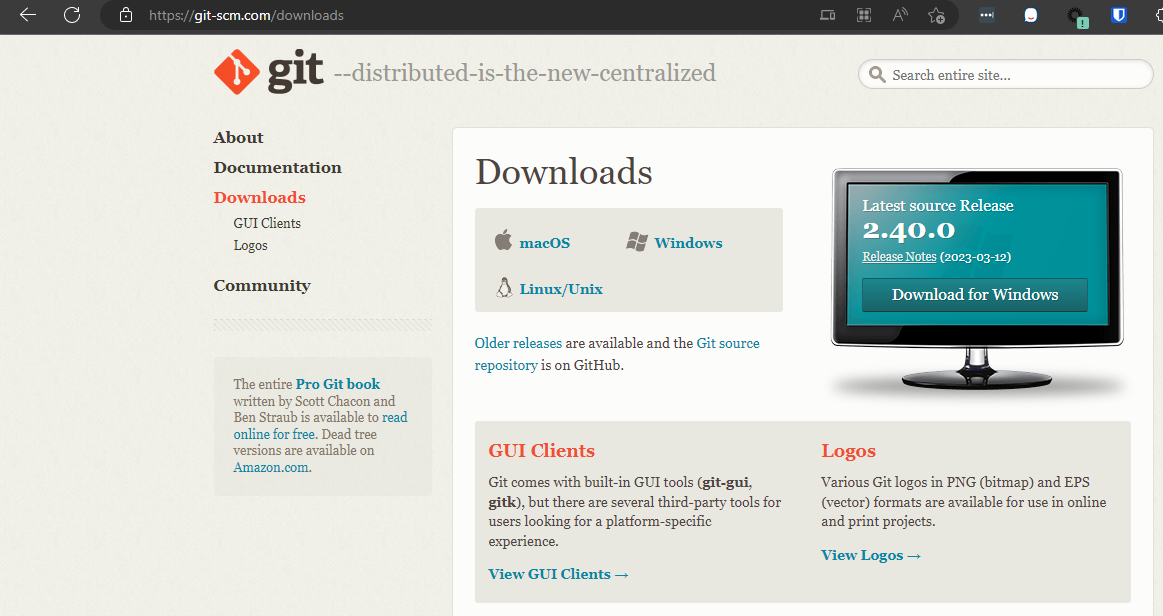 https://git-scm.com/downloads
git --distributed-is-the-new-centralized
Search entire site...
About
Documentation
Downloads
GUI Clients
Logos
Community
The entire Pro Git book
written by Scott Chacon and
Ben Straub is available to read
online for free. Dead tree
versions are available on
Amazon.com.
Downloads
macOS
Windows
Linux/Unix
Older releases are available and the Git source
repository is on GitHub.
Latest source Release
2.40.0
Release Notes (2023-03-12)
Download for Windows
GUI Clients
Git comes with built-in GUI tools (git-gui,
gitk), but there are several third-party tools for
users looking for a platform-specific
experience.
View GUI Clients →
Logos
Various Git logos in PNG (bitmap) and EPS
(vector) formats are available for use in online
and print projects.
View Logos →